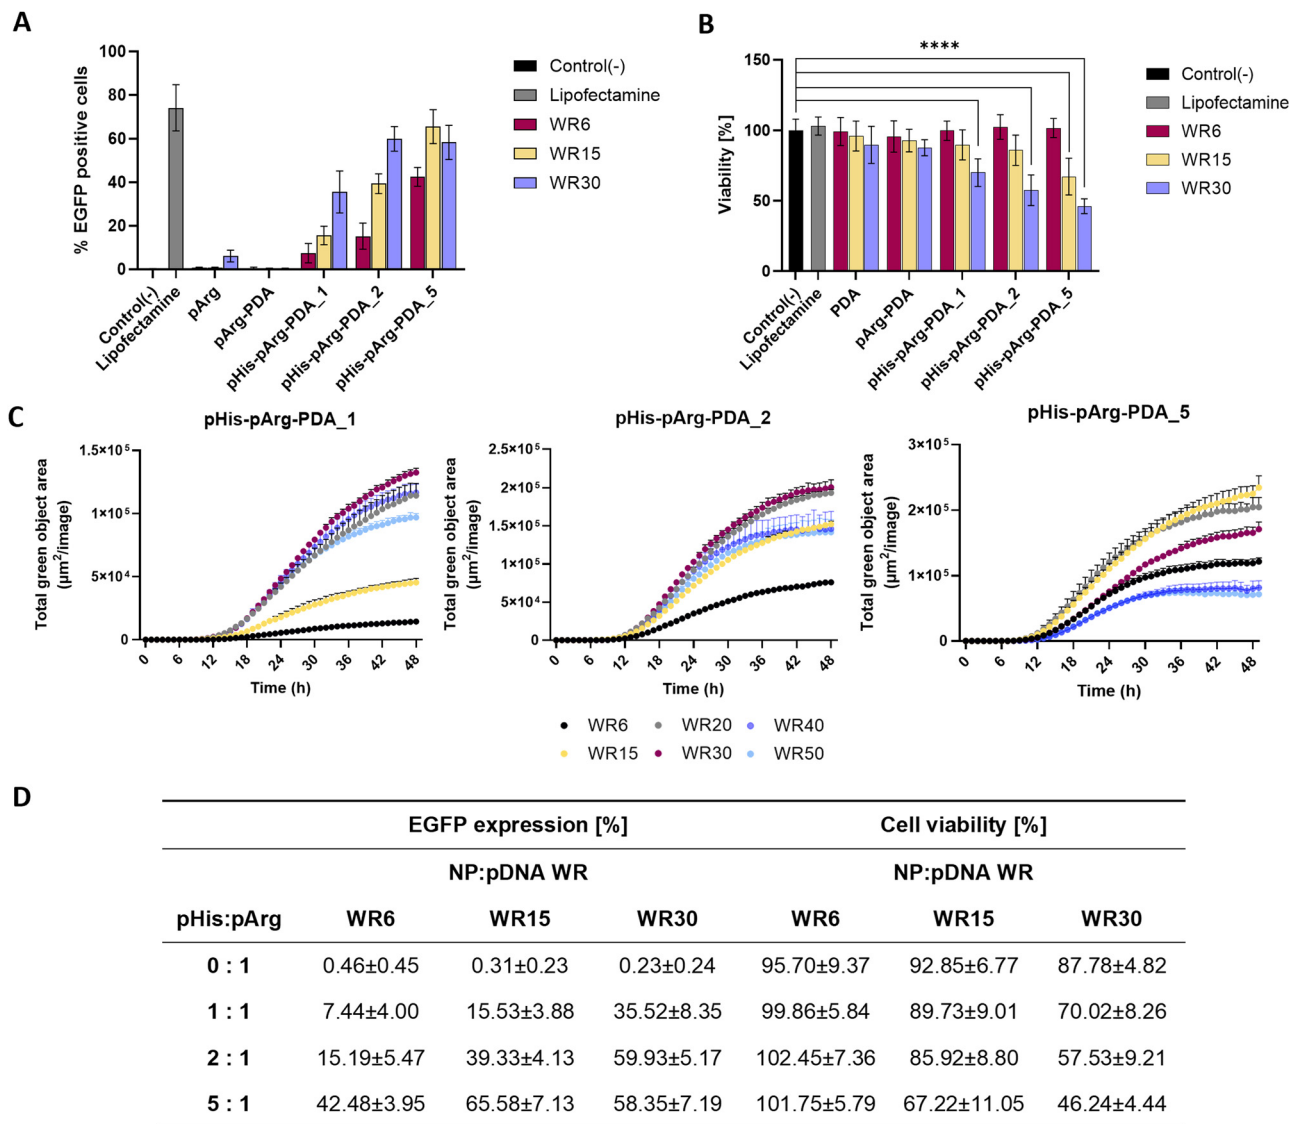 A
% EGFP positive cells
100
80
60
40
20
0
Control(-)
Lipofectamine
pArg
pArg-PDA
pHis-pArg-PDA_1
pHis-pArg-PDA_2
pHis-pArg-PDA_5
Control(-)
Lipofectamine
WR6
WR15
WR30
B
Viability [%]
150
100
50
0
****
Control(-)
Lipofectamine
PDA
pArg-PDA
pHis-pArg-PDA_1
pHis-pArg-PDA_2
pHis-pArg-PDA_5
Control(-)
Lipofectamine
WR6
WR15
WR30
C
pHis-pArg-PDA_1
Total green object area
(µm²/image)
1.5×10⁵
1×10⁵
5×10⁴
0
0 6 12 18 24 30 36 42 48
Time (h)
pHis-pArg-PDA_2
Total green object area
(µm²/image)
2.5×10⁵
2×10⁵
1.5×10⁵
1×10⁵
5×10⁴
0
0 6 12 18 24 30 36 42 48
Time (h)
pHis-pArg-PDA_5
Total green object area
(µm²/image)
3×10⁵
2×10⁵
1×10⁵
0
0 6 12 18 24 30 36 42 48
Time (h)
WR6 WR20 WR40
WR15 WR30 WR50
D
EGFP expression [%] Cell viability [%]
NP:pDNA WR NP:pDNA WR
pHis:pArg WR6 WR15 WR30 WR6 WR15 WR30
0 : 1 0.46±0.45 0.31±0.23 0.23±0.24 95.70±9.37 92.85±6.77 87.78±4.82
1 : 1 7.44±4.00 15.53±3.88 35.52±8.35 99.86±5.84 89.73±9.01 70.02±8.26
2 : 1 15.19±5.47 39.33±4.13 59.93±5.17 102.45±7.36 85.92±8.80 57.53±9.21
5 : 1 42.48±3.95 65.58±7.13 58.35±7.19 101.75±5.79 67.22±11.05 46.24±4.44